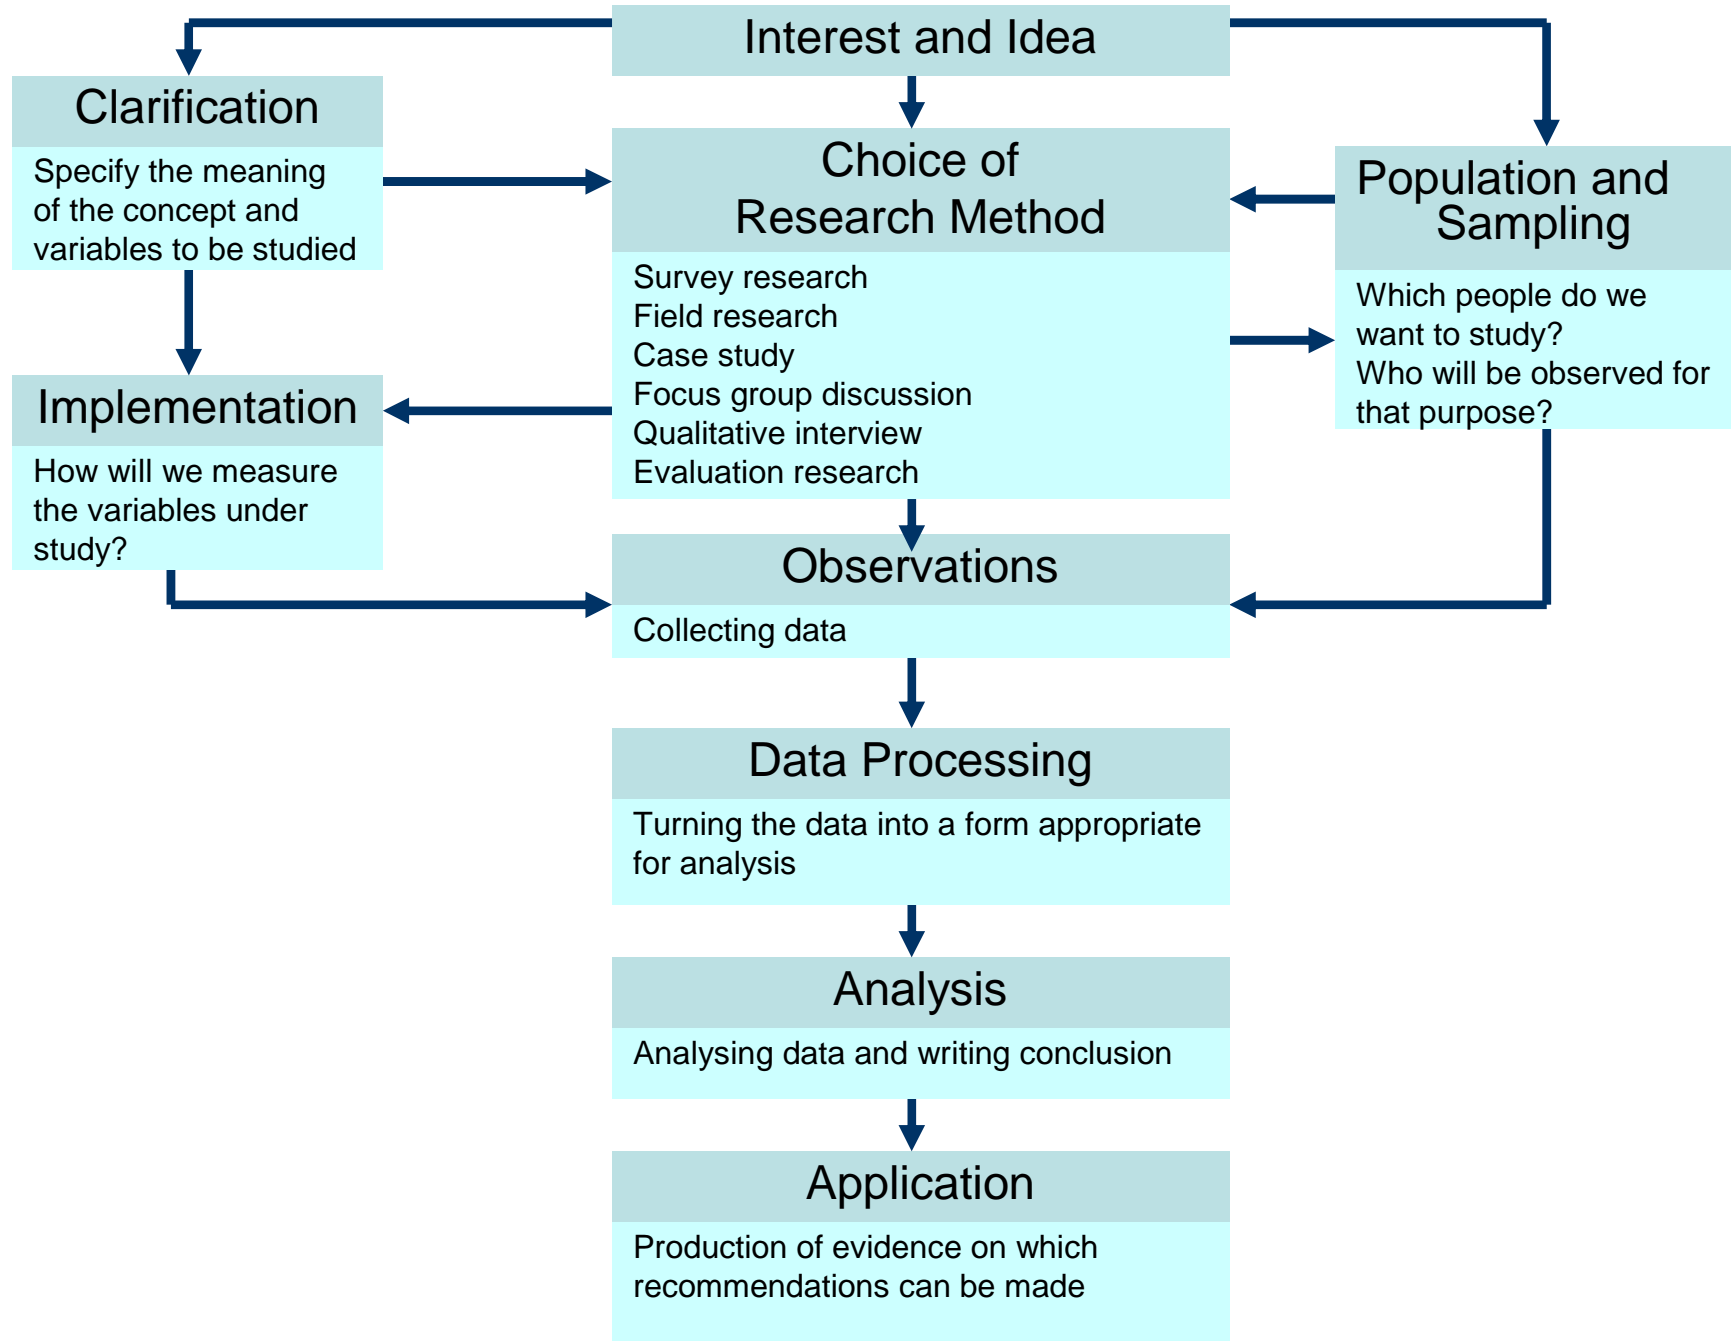 Interest and Idea
Clarification
Specify the meaning
of the concept and
variables to be studied
Choice of
Research Method
Survey research
Field research
Case study
Focus group discussion
Qualitative interview
Evaluation research
Population and
Sampling
Which people do we
want to study?
Who will be observed for
that purpose?
Implementation
How will we measure
the variables under
study?
Observations
Collecting data
Data Processing
Turning the data into a form appropriate
for analysis
Analysis
Analysing data and writing conclusion
Application
Production of evidence on which
recommendations can be made